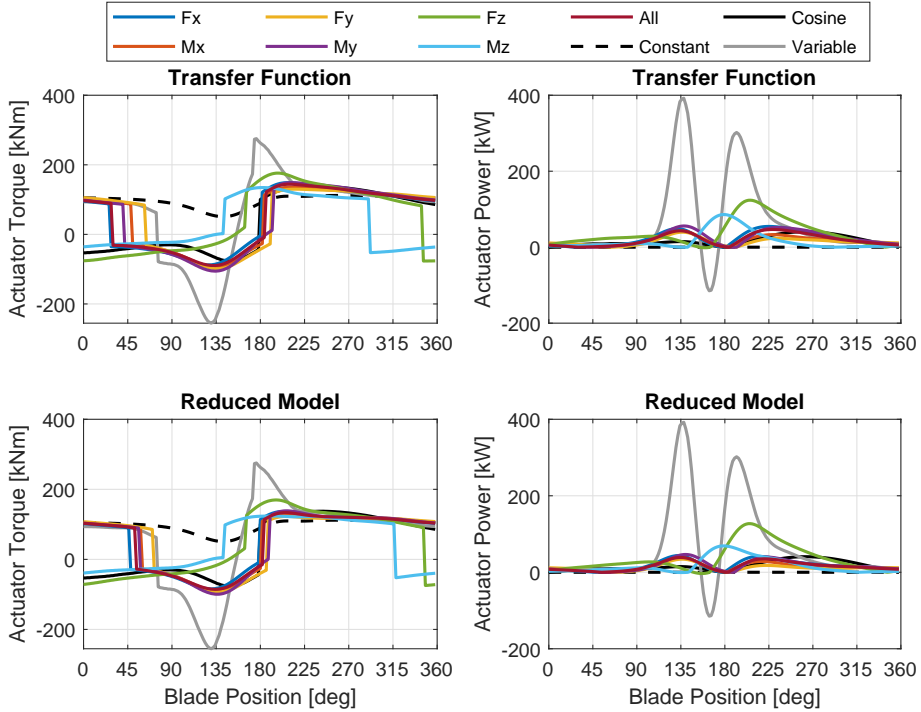 Fx Fy Fz All Cosine
Mx My Mz Constant Variable
Transfer Function
Actuator Torque [kNm]
400
200
0
-200
0 45 90 135 180 225 270 315 360
Transfer Function
Actuator Power [kW]
400
200
0
-200
0 45 90 135 180 225 270 315 360
Reduced Model
Actuator Torque [kNm]
400
200
0
-200
0 45 90 135 180 225 270 315 360
Blade Position [deg]
Reduced Model
Actuator Power [kW]
400
200
0
-200
0 45 90 135 180 225 270 315 360
Blade Position [deg]